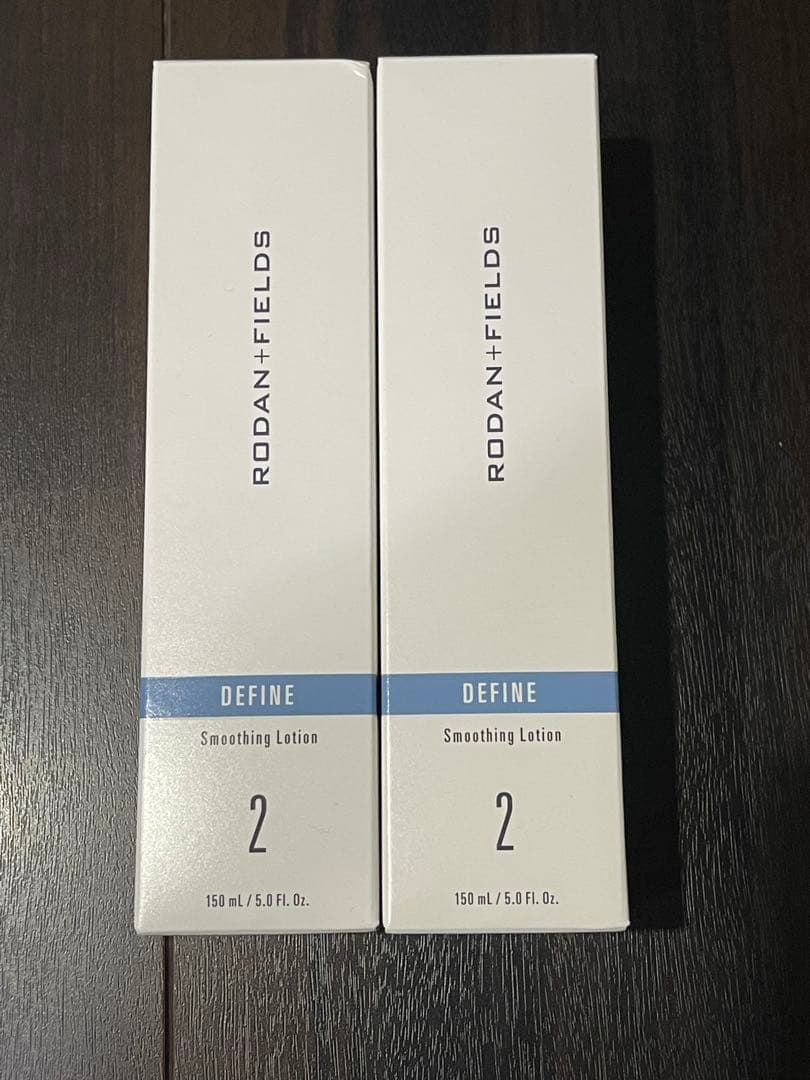 RODAN+FIELDS
DEFINE
Smoothing Lotion
2
150 mL / 5.0 Fl. Oz.
RODAN+FIELDS
DEFINE
Smoothing Lotion
2
150 mL / 5.0 Fl. Oz.